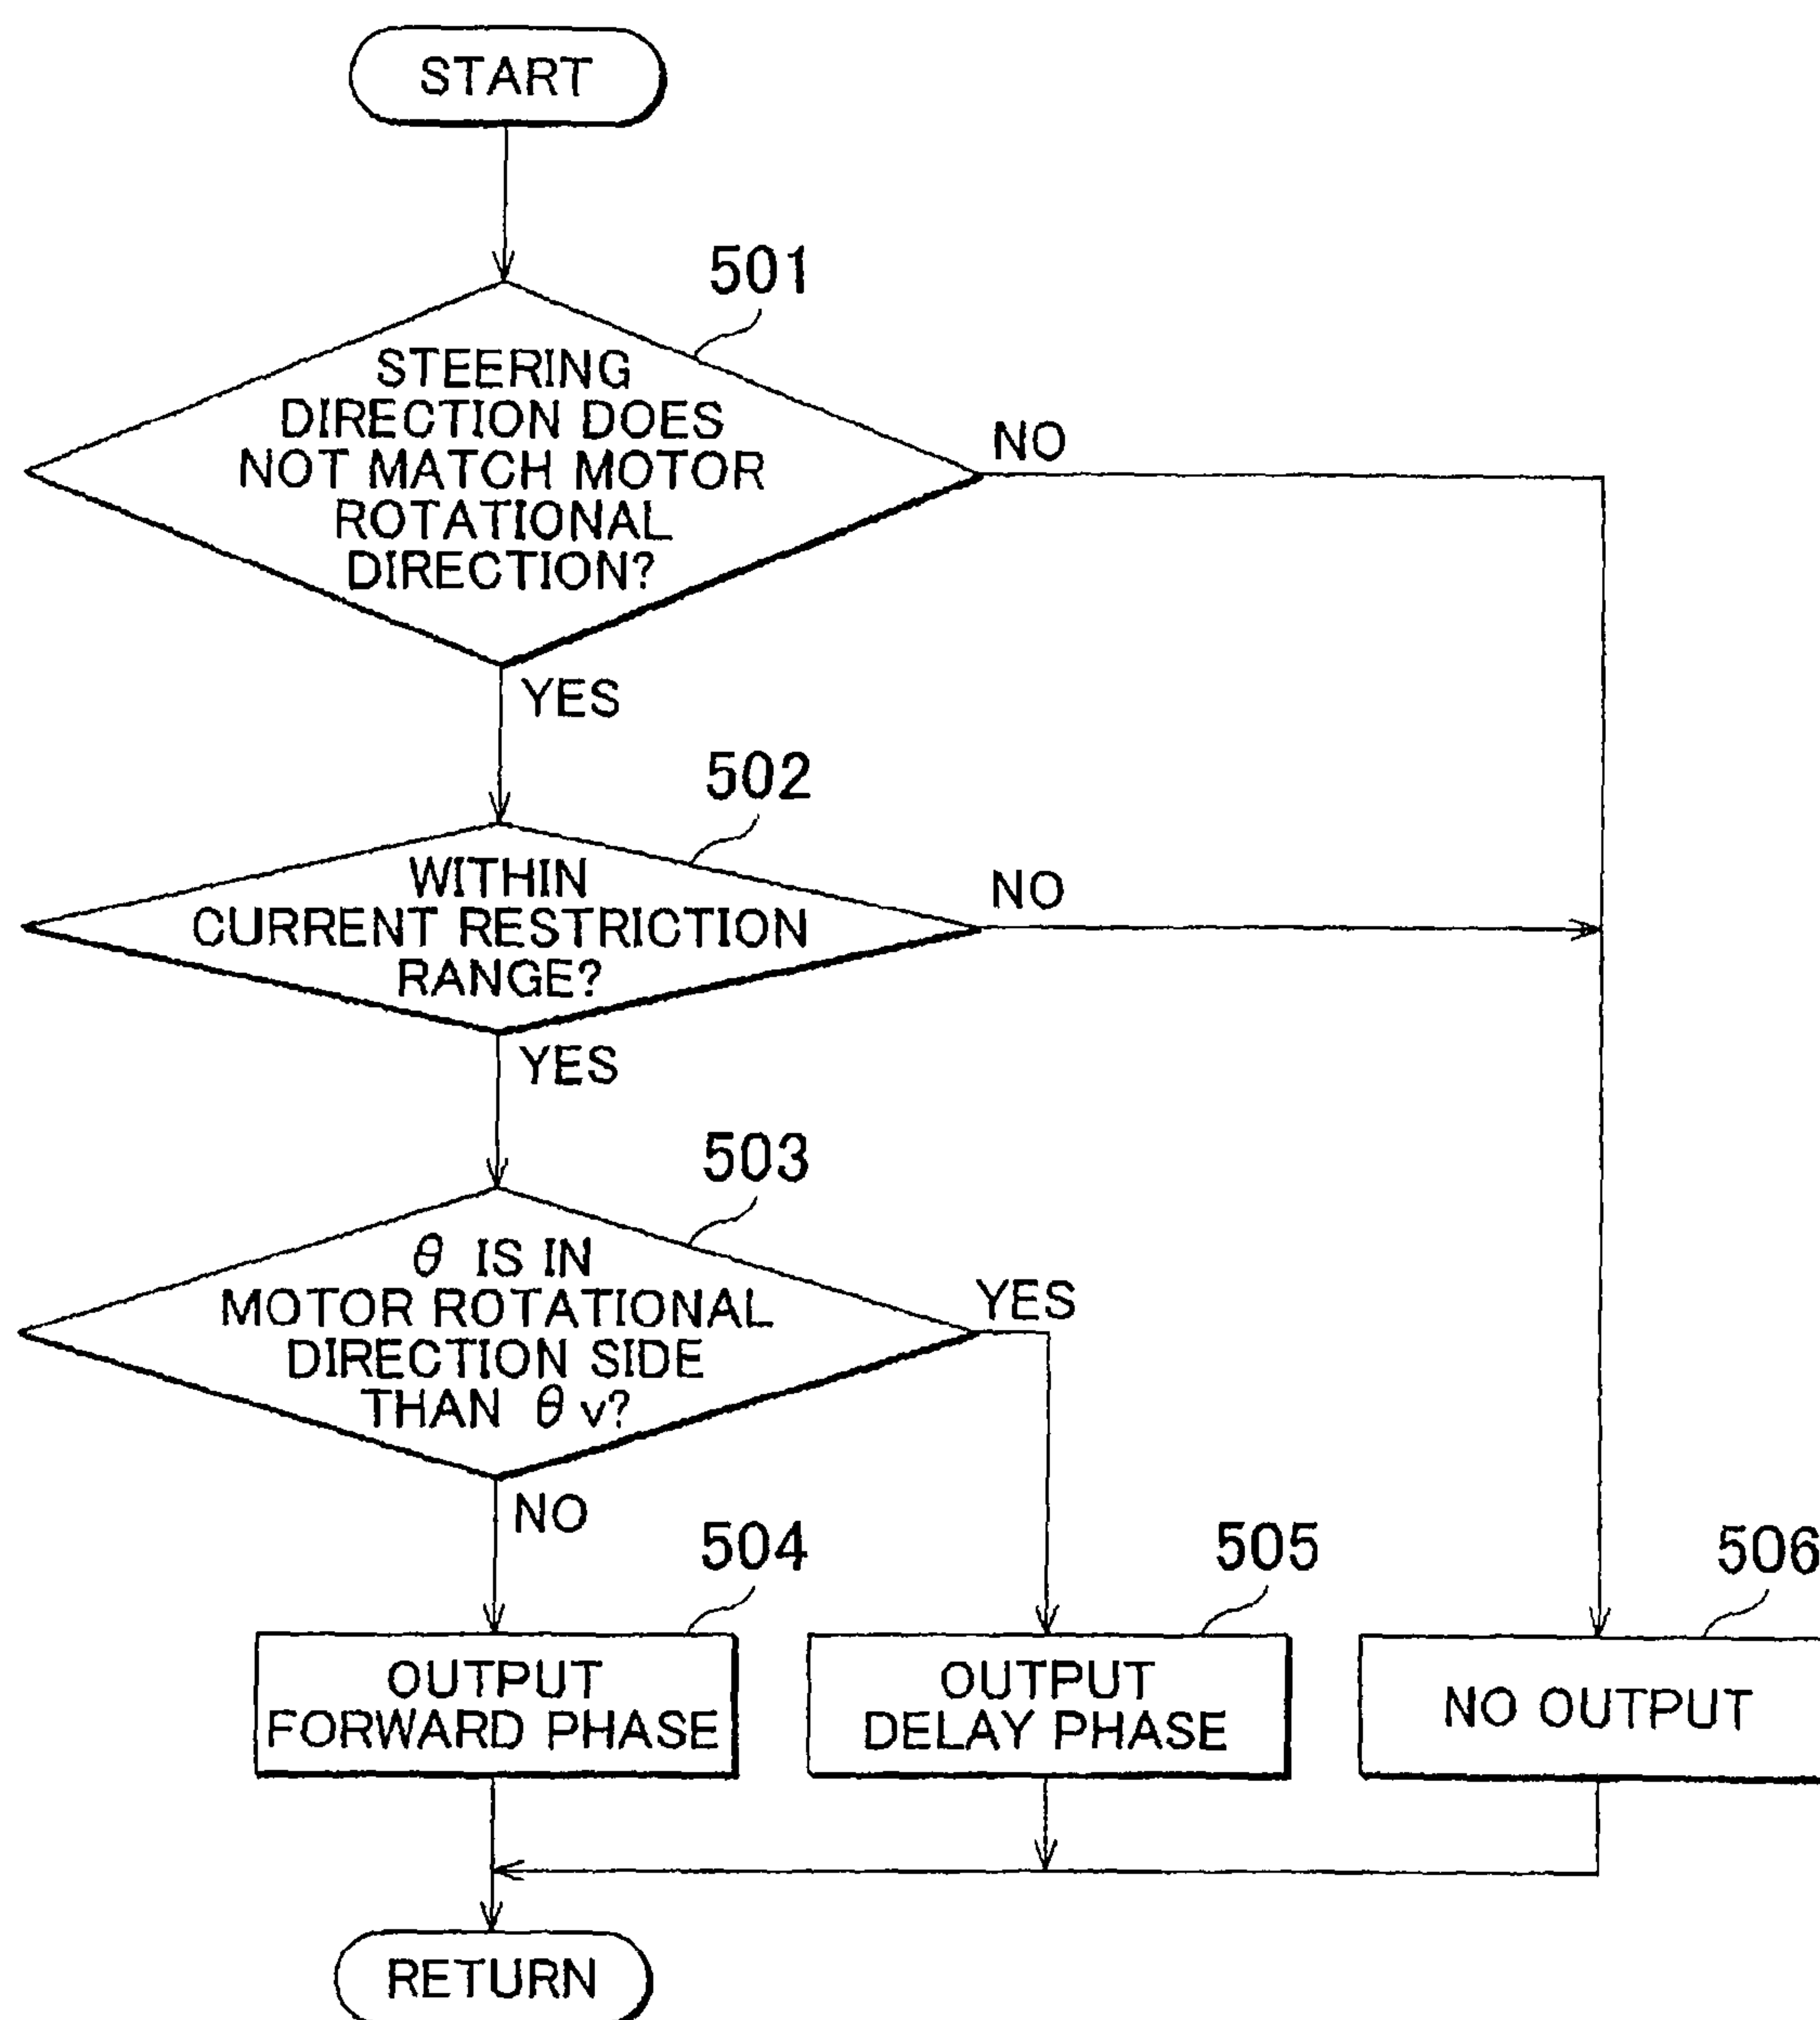 START
501
STEERING
DIRECTION DOES
NOT MATCH MOTOR
ROTATIONAL
DIRECTION?
NO
YES
502
WITHIN
CURRENT RESTRICTION
RANGE?
NO
YES
503
θ IS IN
MOTOR ROTATIONAL
DIRECTION SIDE
THAN θv?
YES
NO
504
OUTPUT
FORWARD PHASE
505
OUTPUT
DELAY PHASE
506
NO OUTPUT
RETURN